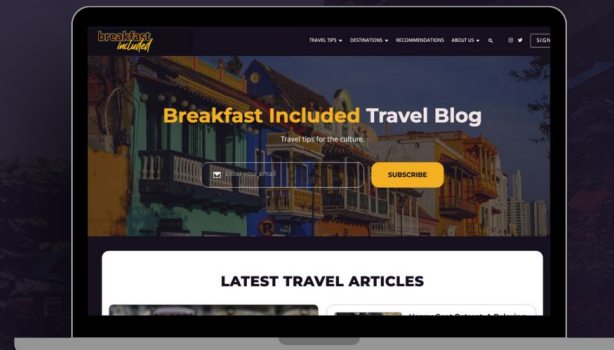 breakfast
included
TRAVEL TIPS DESTINATIONS RECOMMENDATIONS ABOUT US SIGN
Breakfast Included Travel Blog
Travel tips for the culture.
Enter your email
SUBSCRIBE
LATEST TRAVEL ARTICLES